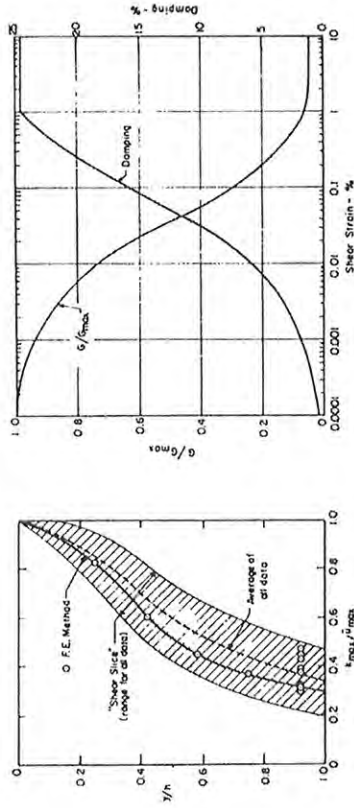 0
0.2
0.4
0.6
0.8
1.0
y/h
O F.E. Method
"Shear Slice"
(range for all data)
Average of
all data
0.2
0.4
0.6
0.8
1.0
k max / ü max
1.0
0.8
0.6
0.4
0.2
0
G/Gmax
G/Gmax
Damping
25
20
15
10
5
0
Damping - %
0.0001
0.001
0.01
0.1
1
10
Shear Strain - %